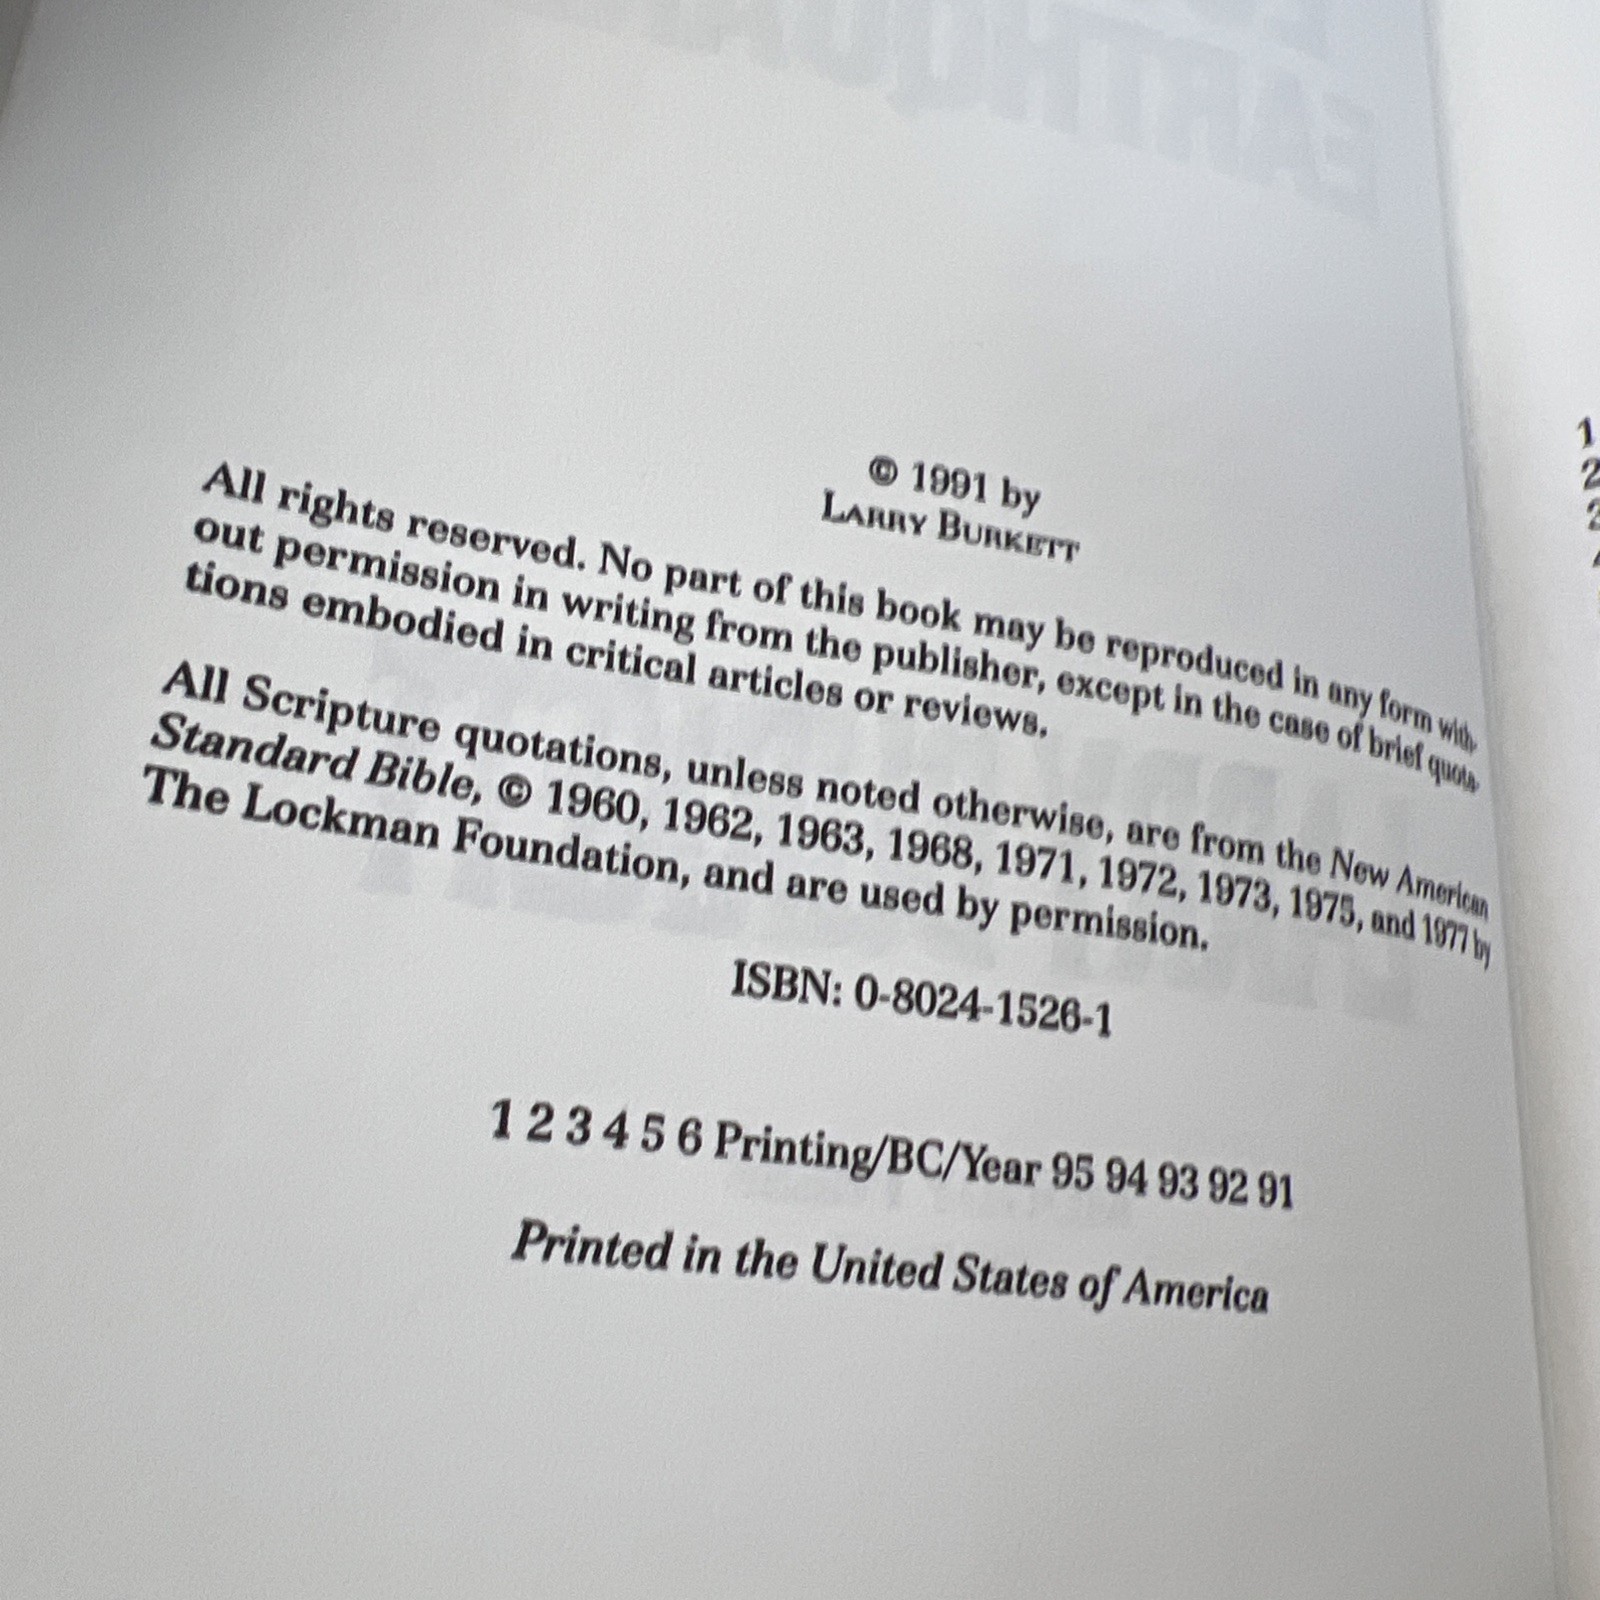 © 1991 by
LARRY BURKETT
All rights reserved. No part of this book may be reproduced in any form with-
out permission in writing from the publisher, except in the case of brief quota-
tions embodied in critical articles or reviews.
All Scripture quotations, unless noted otherwise, are from the New American
Standard Bible, © 1960, 1962, 1963, 1968, 1971, 1972, 1973, 1975, and 1977 by
The Lockman Foundation, and are used by permission.
ISBN: 0-8024-1526-1
1 2 3 4 5 6 Printing/BC/Year 95 94 93 92 91
Printed in the United States of America
1
2